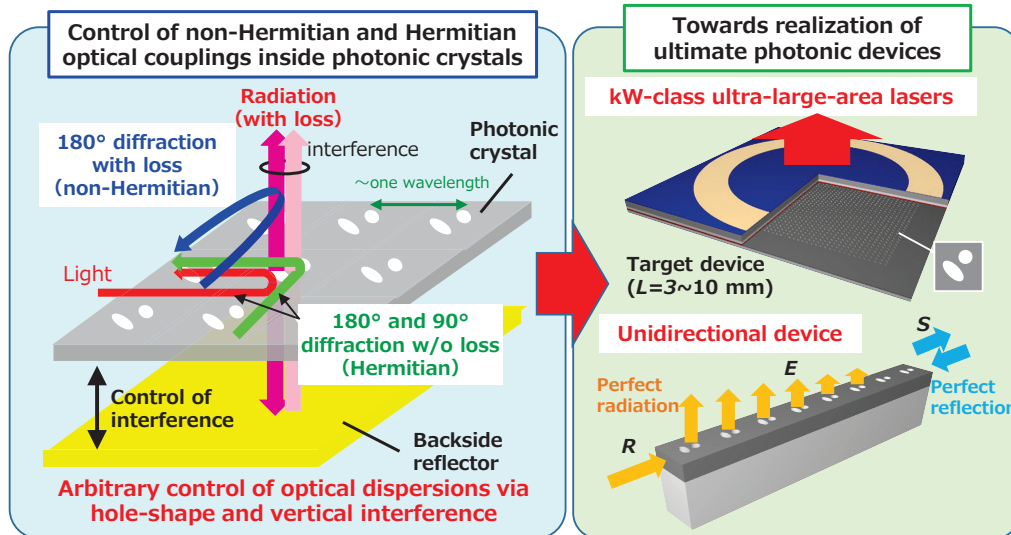 Control of non-Hermitian and Hermitian
optical couplings inside photonic crystals
Radiation
(with loss)
180° diffraction
with loss
(non-Hermitian)
interference
Photonic
crystal
~one wavelength
Light
180° and 90°
diffraction w/o loss
(Hermitian)
Control of
interference
Backside
reflector
Arbitrary control of optical dispersions via
hole-shape and vertical interference
Towards realization of
ultimate photonic devices
kW-class ultra-large-area lasers
Target device
(L=3~10 mm)
Unidirectional device
S
E
Perfect
radiation
Perfect
reflection
R